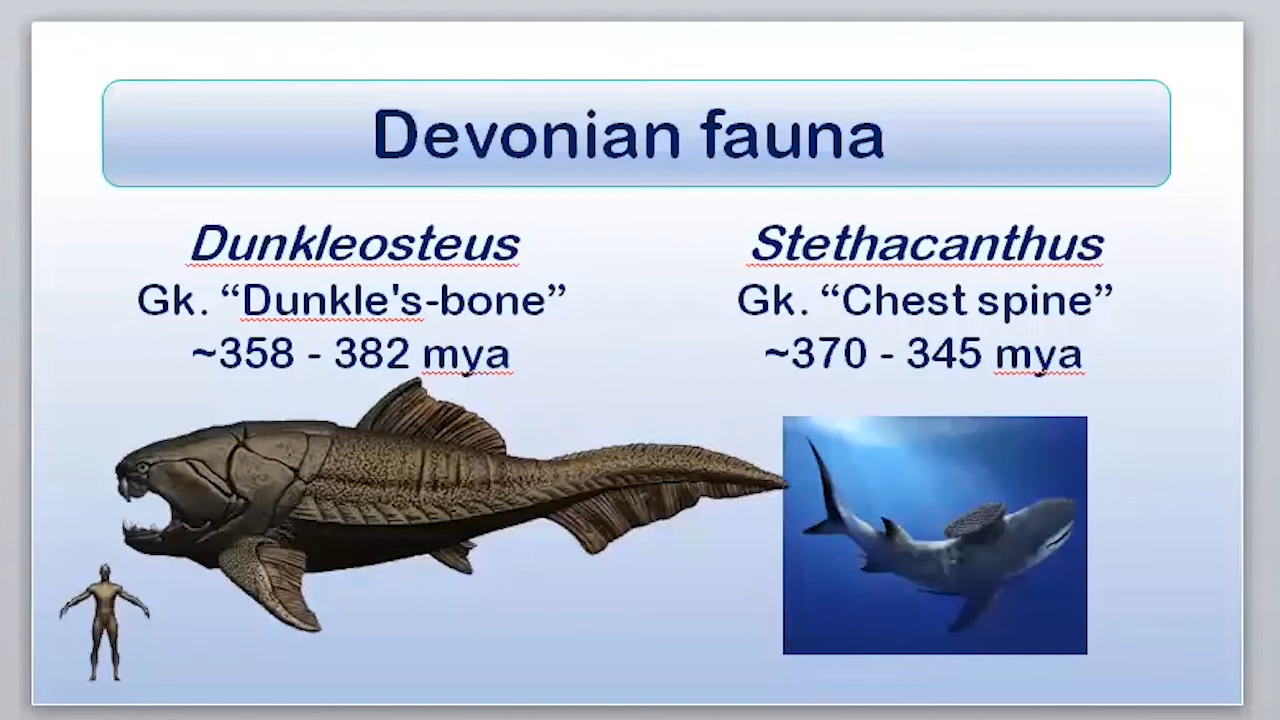 Devonian fauna
Dunkleosteus
Gk. “Dunkle's-bone”
~358 - 382 mya
Stethacanthus
Gk. “Chest spine”
~370 - 345 mya